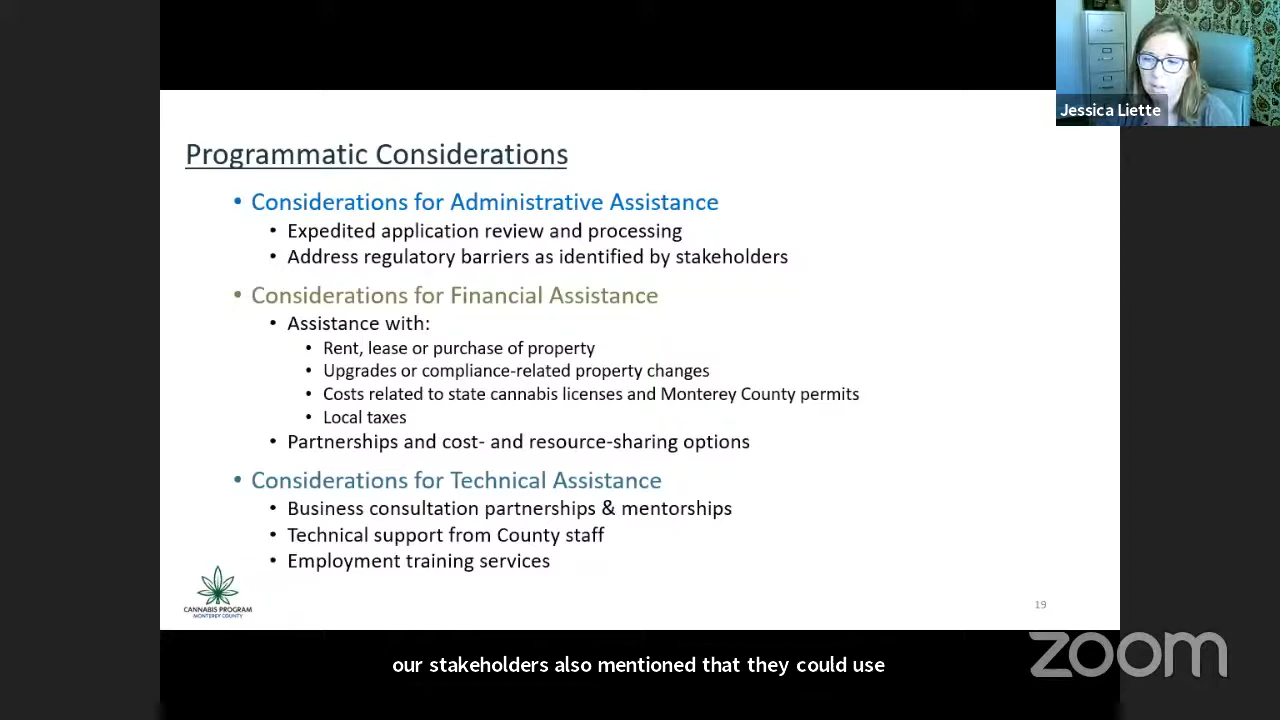 Jessica Liette
Programmatic Considerations
• Considerations for Administrative Assistance
• Expedited application review and processing
• Address regulatory barriers as identified by stakeholders
• Considerations for Financial Assistance
• Assistance with:
• Rent, lease or purchase of property
• Upgrades or compliance-related property changes
• Costs related to state cannabis licenses and Monterey County permits
• Local taxes
• Partnerships and cost- and resource-sharing options
• Considerations for Technical Assistance
• Business consultation partnerships & mentorships
• Technical support from County staff
• Employment training services
CANNABIS PROGRAM
MONTEREY COUNTY
19
our stakeholders also mentioned that they could use
zoom